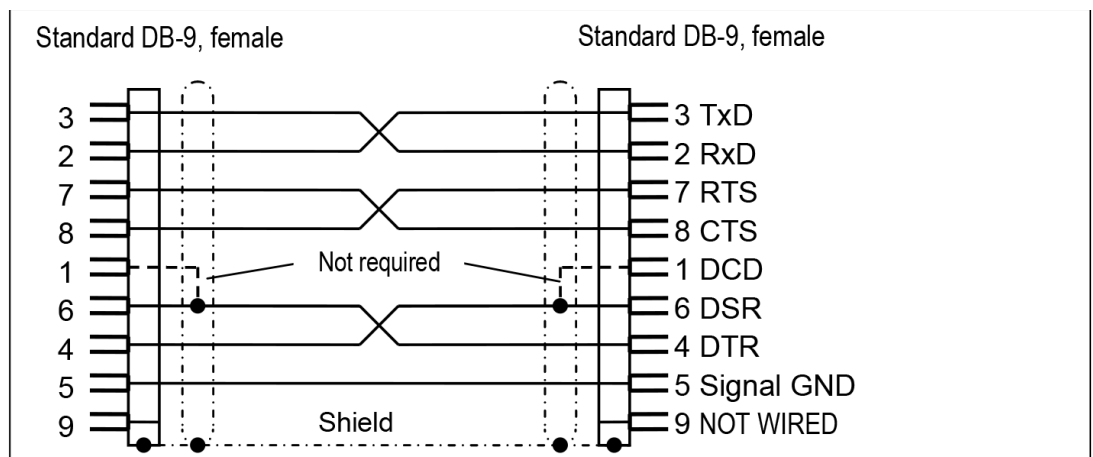 Standard DB-9, female Standard DB-9, female
3 3 TxD
2 2 RxD
7 7 RTS
8 8 CTS
1 Not required 1 DCD
6 6 DSR
4 4 DTR
5 5 Signal GND
9 Shield 9 NOT WIRED